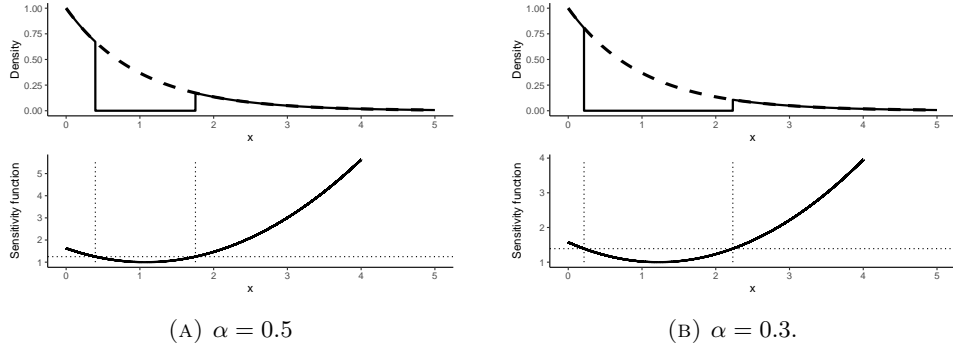 1.00
0.75
0.50
0.25
0.00
Density
0 1 2 3 4 5
x
5
4
3
2
1
Sensitivity function
0 1 2 3 4 5
x
(A) α = 0.5
1.00
0.75
0.50
0.25
0.00
Density
0 1 2 3 4 5
x
4
3
2
1
Sensitivity function
0 1 2 3 4 5
x
(B) α = 0.3.